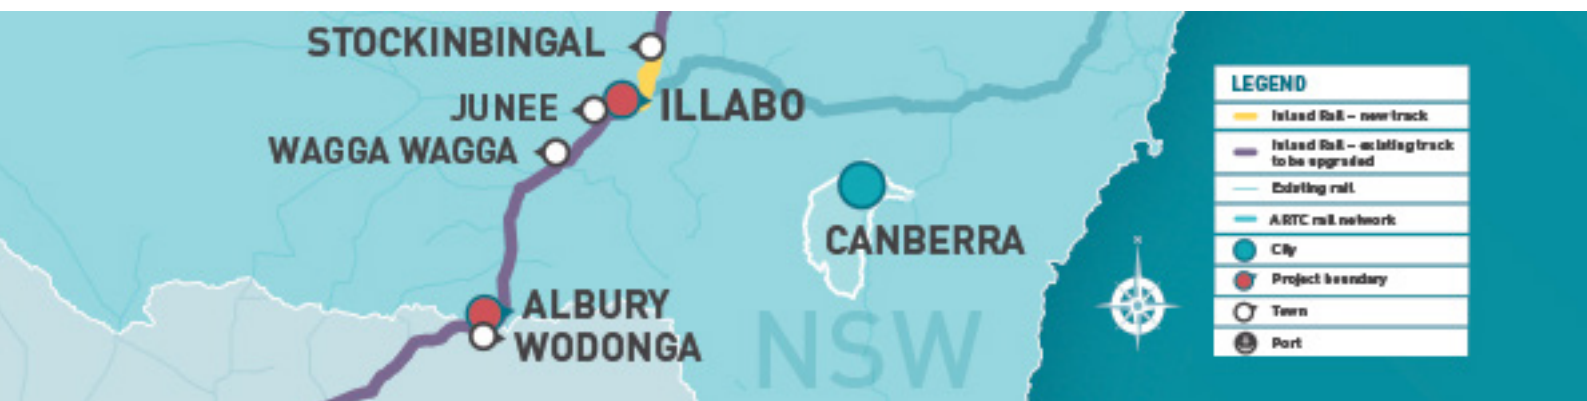 STOCKINBINGAL
JUNEE
ILLABO
WAGGA WAGGA
CANBERRA
ALBURY
WODONGA
NSW
N
LEGEND
Inland Rail – new track
Inland Rail – existing track
to be upgraded
Existing rail
ARTC rail network
City
Project boundary
Town
Port